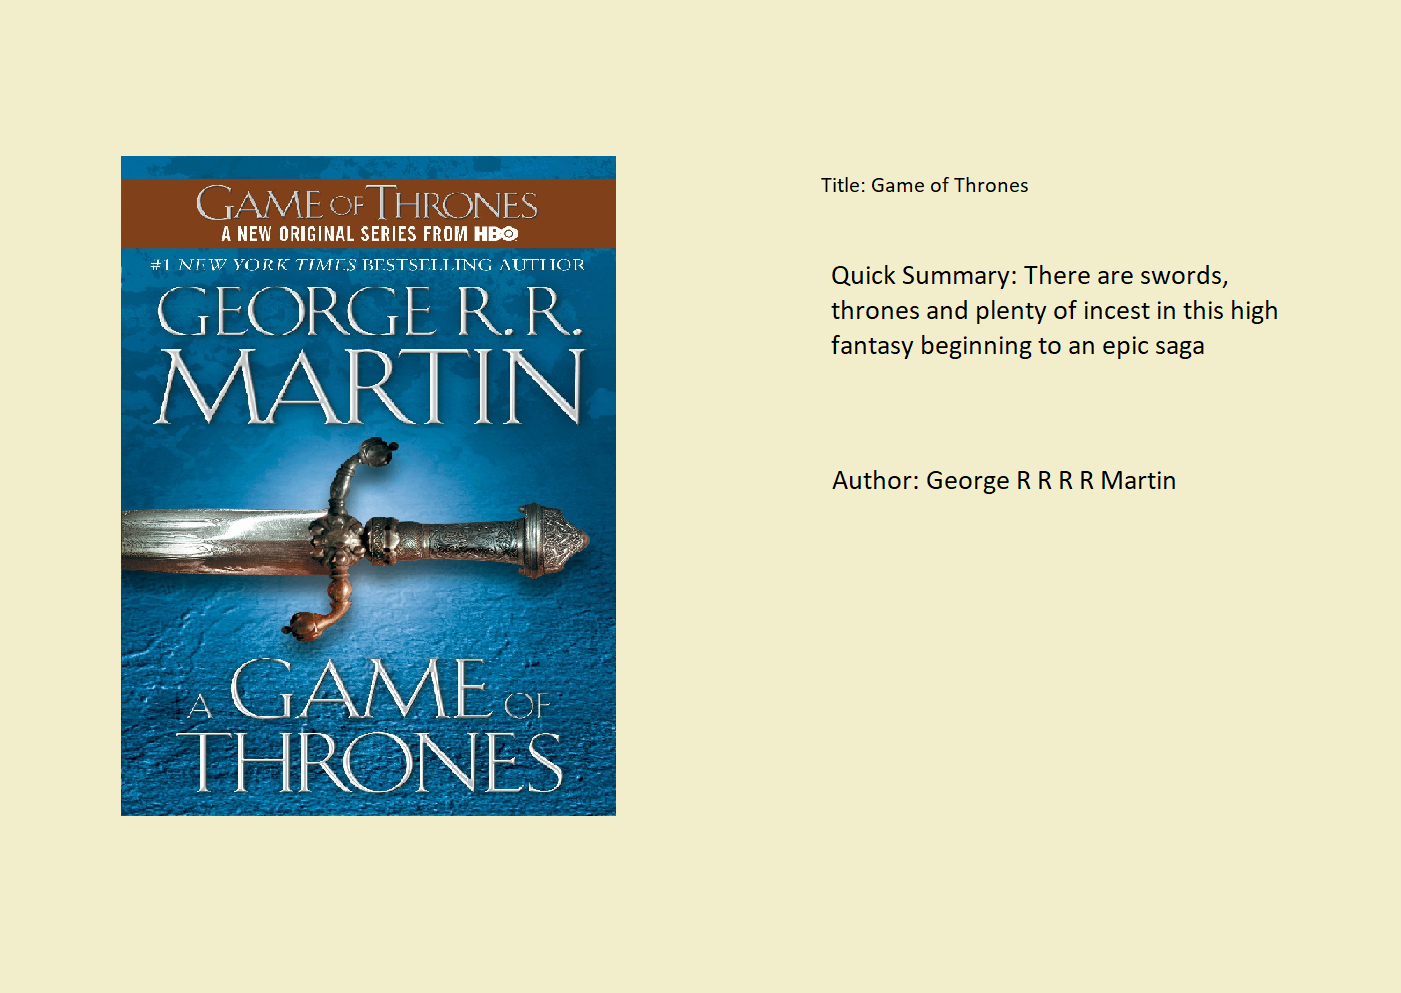 GAME OF THRONES
A NEW ORIGINAL SERIES FROM HBO
#1 NEW YORK TIMES BESTSELLING AUTHOR
GEORGE R. R.
MARTIN
A GAME OF
THRONES
Title: Game of Thrones
Quick Summary: There are swords,
thrones and plenty of incest in this high
fantasy beginning to an epic saga
Author: George R R R R Martin